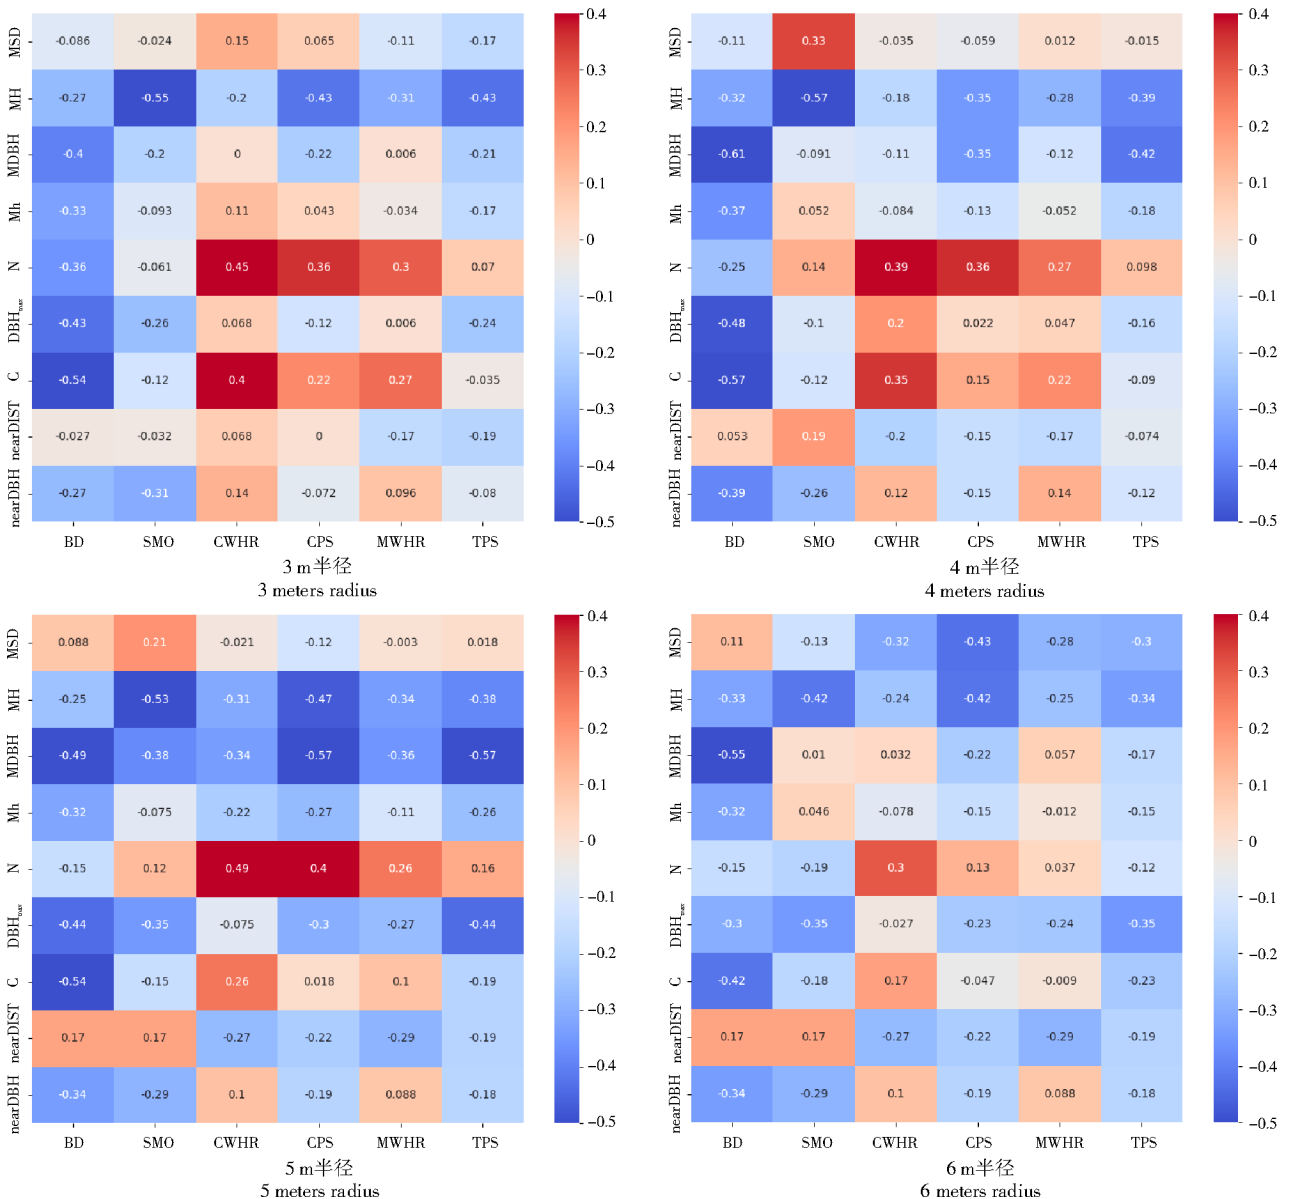 MSD -0.086 -0.024 0.15 0.065 -0.11 -0.17
MH -0.27 -0.55 -0.2 -0.43 -0.31 -0.43
MDBH -0.4 -0.2 0 -0.22 0.006 -0.21
Mh -0.33 -0.093 0.11 0.043 -0.034 -0.17
N -0.36 -0.061 0.45 0.36 0.3 0.07
DBHmax -0.43 -0.26 0.068 -0.12 0.006 -0.24
C -0.54 -0.12 0.4 0.22 0.27 -0.035
nearDIST -0.027 -0.032 0.068 0 -0.17 -0.19
nearDBH -0.27 -0.31 0.14 -0.072 0.096 -0.08
BD SMO CWHR CPS MWHR TPS
0.4
0.3
0.2
0.1
0
-0.1
-0.2
-0.3
-0.4
-0.5
3 m半径
3 meters radius
MSD -0.11 0.33 -0.035 -0.059 0.012 -0.015
MH -0.32 -0.57 -0.18 -0.35 -0.28 -0.39
MDBH -0.61 -0.091 -0.11 -0.35 -0.12 -0.42
Mh -0.37 0.052 -0.084 -0.13 -0.052 -0.18
N -0.25 0.14 0.39 0.36 0.27 0.098
DBHmax -0.48 -0.1 0.2 0.022 0.047 -0.16
C -0.57 -0.12 0.35 0.15 0.22 -0.09
nearDIST 0.053 0.19 -0.2 -0.15 -0.17 -0.074
nearDBH -0.39 -0.26 0.12 -0.15 0.14 -0.12
BD SMO CWHR CPS MWHR TPS
0.4
0.3
0.2
0.1
0
-0.1
-0.2
-0.3
-0.4
-0.5
4 m半径
4 meters radius
MSD 0.088 0.21 -0.021 -0.12 -0.003 0.018
MH -0.25 -0.53 -0.31 -0.47 -0.34 -0.38
MDBH -0.49 -0.38 -0.34 -0.57 -0.36 -0.57
Mh -0.32 -0.075 -0.22 -0.27 -0.11 -0.26
N -0.15 0.12 0.49 0.4 0.26 0.16
DBHmax -0.44 -0.35 -0.075 -0.3 -0.27 -0.44
C -0.54 -0.15 0.26 0.018 0.1 -0.19
nearDIST 0.17 0.17 -0.27 -0.22 -0.29 -0.19
nearDBH -0.34 -0.29 0.1 -0.19 0.088 -0.18
BD SMO CWHR CPS MWHR TPS
0.4
0.3
0.2
0.1
0
-0.1
-0.2
-0.3
-0.4
-0.5
5 m半径
5 meters radius
MSD 0.11 -0.13 -0.32 -0.43 -0.28 -0.3
MH -0.33 -0.42 -0.24 -0.42 -0.25 -0.34
MDBH -0.55 0.01 0.032 -0.22 0.057 -0.17
Mh -0.32 0.046 -0.078 -0.15 -0.012 -0.15
N -0.15 -0.19 0.3 0.13 0.037 -0.12
DBHmax -0.3 -0.35 -0.027 -0.23 -0.24 -0.35
C -0.42 -0.18 0.17 -0.047 -0.009 -0.23
nearDIST 0.17 0.17 -0.27 -0.22 -0.29 -0.19
nearDBH -0.34 -0.29 0.1 -0.19 0.088 -0.18
BD SMO CWHR CPS MWHR TPS
0.4
0.3
0.2
0.1
0
-0.1
-0.2
-0.3
-0.4
-0.5
6 m半径
6 meters radius